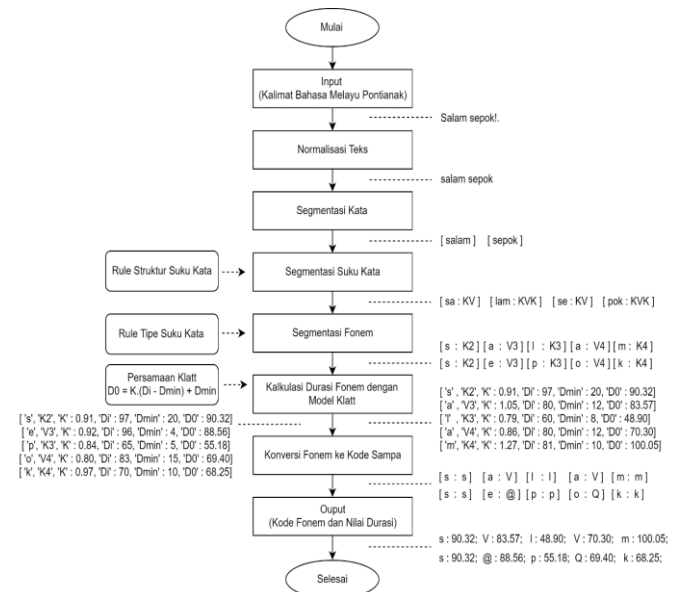 Mulai
Input
(Kalimat Bahasa Melayu Pontianak)
Salam sepok!.
Normalisasi Teks
salam sepok
Segmentasi Kata
[ salam ] [ sepok ]
Rule Struktur Suku Kata
Segmentasi Suku Kata
[ sa : KV ] [ lam : KVK ] [ se : KV ] [ pok : KVK ]
Rule Tipe Suku Kata
Segmentasi Fonem
[ s : K2 ] [ a : V3 ] [ l : K3 ] [ a : V4 ] [ m : K4 ]
[ s : K2 ] [ e : V3 ] [ p : K3 ] [ o : V4 ] [ k : K4 ]
Persamaan Klatt
D0 = K.(Di - Dmin) + Dmin
Kalkulasi Durasi Fonem dengan
Model Klatt
[ 's' , 'K2', 'K' : 0.91, 'Di' : 97, 'Dmin' : 20, 'D0' : 90.32]
[ 'a' , 'V3', 'K' : 1.05, 'Di' : 80, 'Dmin' : 12, 'D0' : 83.57]
[ 'l' , 'K3', 'K' : 0.79, 'Di' : 60, 'Dmin' : 8, 'D0' : 48.90]
[ 'a', 'V4', 'K' : 0.86, 'Di' : 80, 'Dmin' : 12, 'D0' : 70.30]
[ 'm', 'K4', 'K' : 1.27, 'Di' : 81, 'Dmin' : 10, 'D0' : 100.05]
[ 's', 'K2', 'K' : 0.91, 'Di' : 97, 'Dmin' : 20, 'D0' : 90.32]
[ 'e', 'V3', 'K' : 0.92, 'Di' : 96, 'Dmin' : 4, 'D0' : 88.56]
[ 'p', 'K3', 'K' : 0.84, 'Di' : 65, 'Dmin' : 5, 'D0' : 55.18]
[ 'o', 'V4', 'K' : 0.80, 'Di' : 83, 'Dmin' : 15, 'D0' : 69.40]
[ 'k', 'K4', 'K' : 0.97, 'Di' : 70, 'Dmin' : 10, 'D0' : 68.25]
Konversi Fonem ke Kode Sampa
[ s : s ] [ a : V ] [ l : l ] [ a : V ] [ m : m ]
[ s : s ] [ e : @ ] [ p : p ] [ o : Q ] [ k : k ]
Ouput
(Kode Fonem dan Nilai Durasi)
s : 90.32; V : 83.57; l : 48.90; V : 70.30; m : 100.05;
s : 90.32; @ : 88.56; p : 55.18; Q : 69.40; k : 68.25;
Selesai